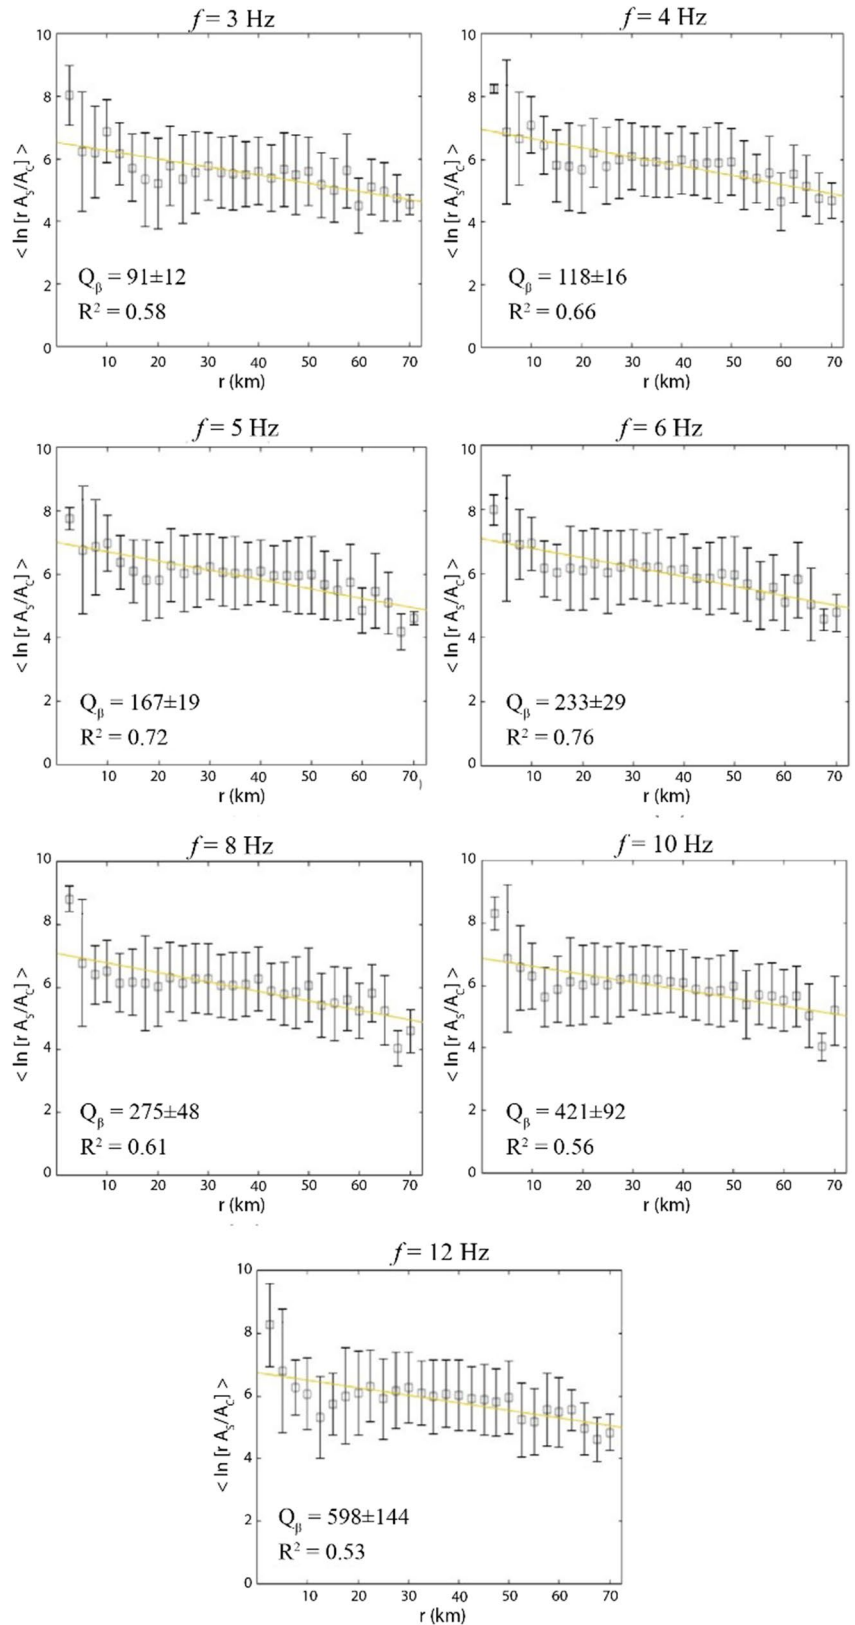 f = 3 Hz
< ln [r As/Ac] >
10
8
6
4
2
0
Qβ = 91±12
R² = 0.58
10 20 30 40 50 60 70
r (km)
f = 4 Hz
< ln [r As/Ac] >
10
8
6
4
2
0
Qβ = 118±16
R² = 0.66
10 20 30 40 50 60 70
r (km)
f = 5 Hz
< ln [r As/Ac] >
10
8
6
4
2
0
Qβ = 167±19
R² = 0.72
10 20 30 40 50 60 70
r (km)
f = 6 Hz
< ln [r As/Ac] >
10
8
6
4
2
0
Qβ = 233±29
R² = 0.76
10 20 30 40 50 60 70
r (km)
f = 8 Hz
< ln [r As/Ac] >
10
8
6
4
2
0
Qβ = 275±48
R² = 0.61
10 20 30 40 50 60 70
r (km)
f = 10 Hz
< ln [r As/Ac] >
10
8
6
4
2
0
Qβ = 421±92
R² = 0.56
10 20 30 40 50 60 70
r (km)
f = 12 Hz
< ln [r As/Ac] >
10
8
6
4
2
0
Qβ = 598±144
R² = 0.53
10 20 30 40 50 60 70
r (km)